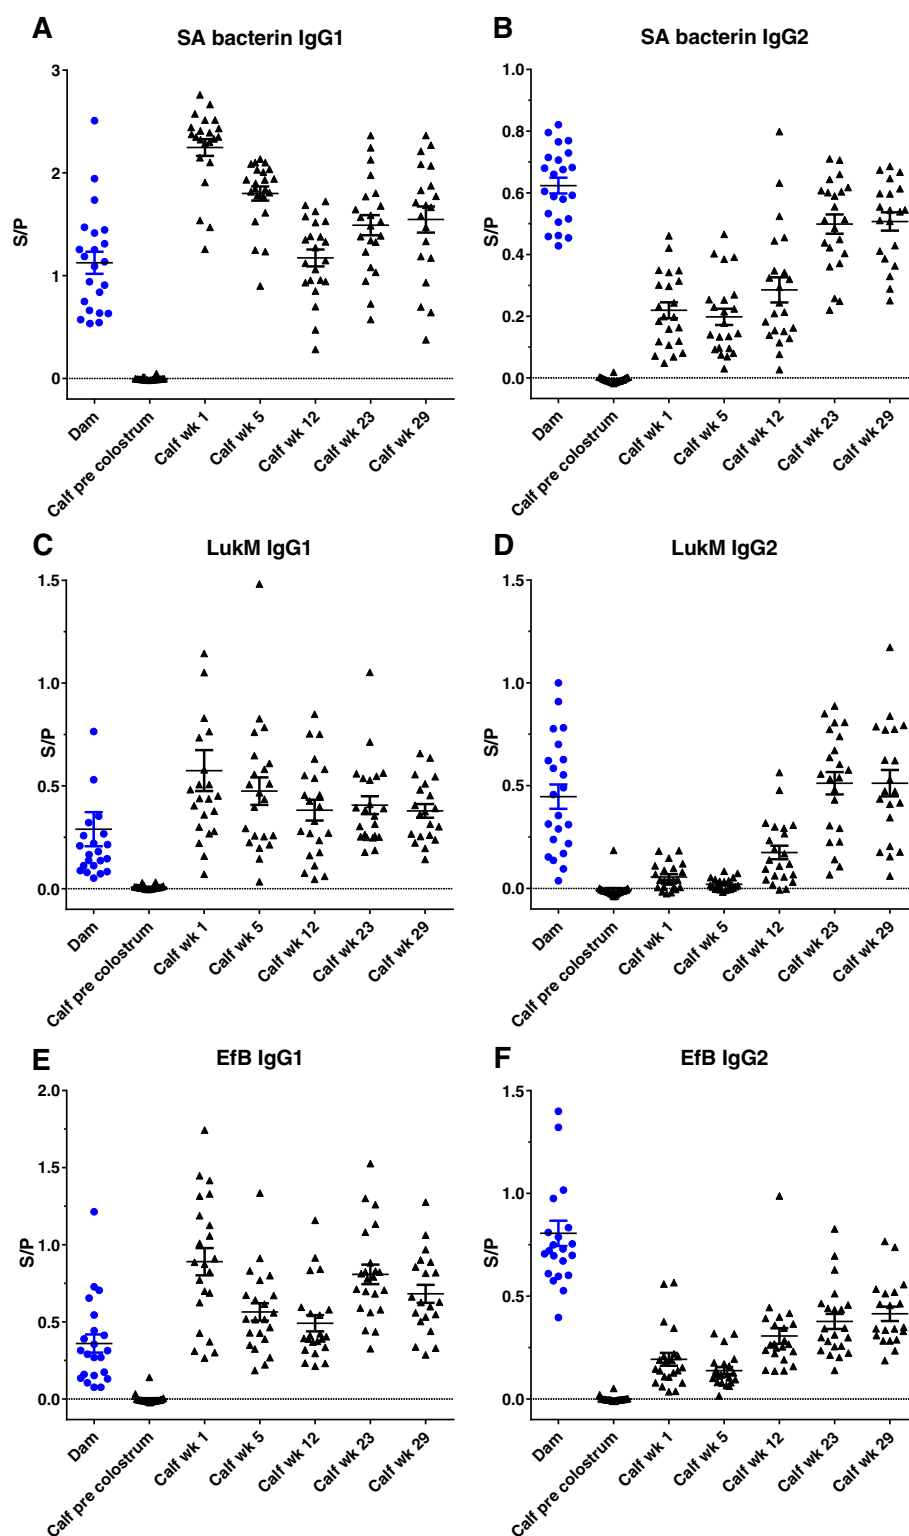 A
SA bacterin IgG1
S/P
3
2
1
0
Dam
Calf pre colostrum
Calf wk 1
Calf wk 5
Calf wk 12
Calf wk 23
Calf wk 29
B
SA bacterin IgG2
S/P
1.0
0.8
0.6
0.4
0.2
0.0
Dam
Calf pre colostrum
Calf wk 1
Calf wk 5
Calf wk 12
Calf wk 23
Calf wk 29
C
LukM IgG1
S/P
1.5
1.0
0.5
0.0
Dam
Calf pre colostrum
Calf wk 1
Calf wk 5
Calf wk 12
Calf wk 23
Calf wk 29
D
LukM IgG2
S/P
1.5
1.0
0.5
0.0
Dam
Calf pre colostrum
Calf wk 1
Calf wk 5
Calf wk 12
Calf wk 23
Calf wk 29
E
EfB IgG1
S/P
2.0
1.5
1.0
0.5
0.0
Dam
Calf pre colostrum
Calf wk 1
Calf wk 5
Calf wk 12
Calf wk 23
Calf wk 29
F
EfB IgG2
S/P
1.5
1.0
0.5
0.0
Dam
Calf pre colostrum
Calf wk 1
Calf wk 5
Calf wk 12
Calf wk 23
Calf wk 29